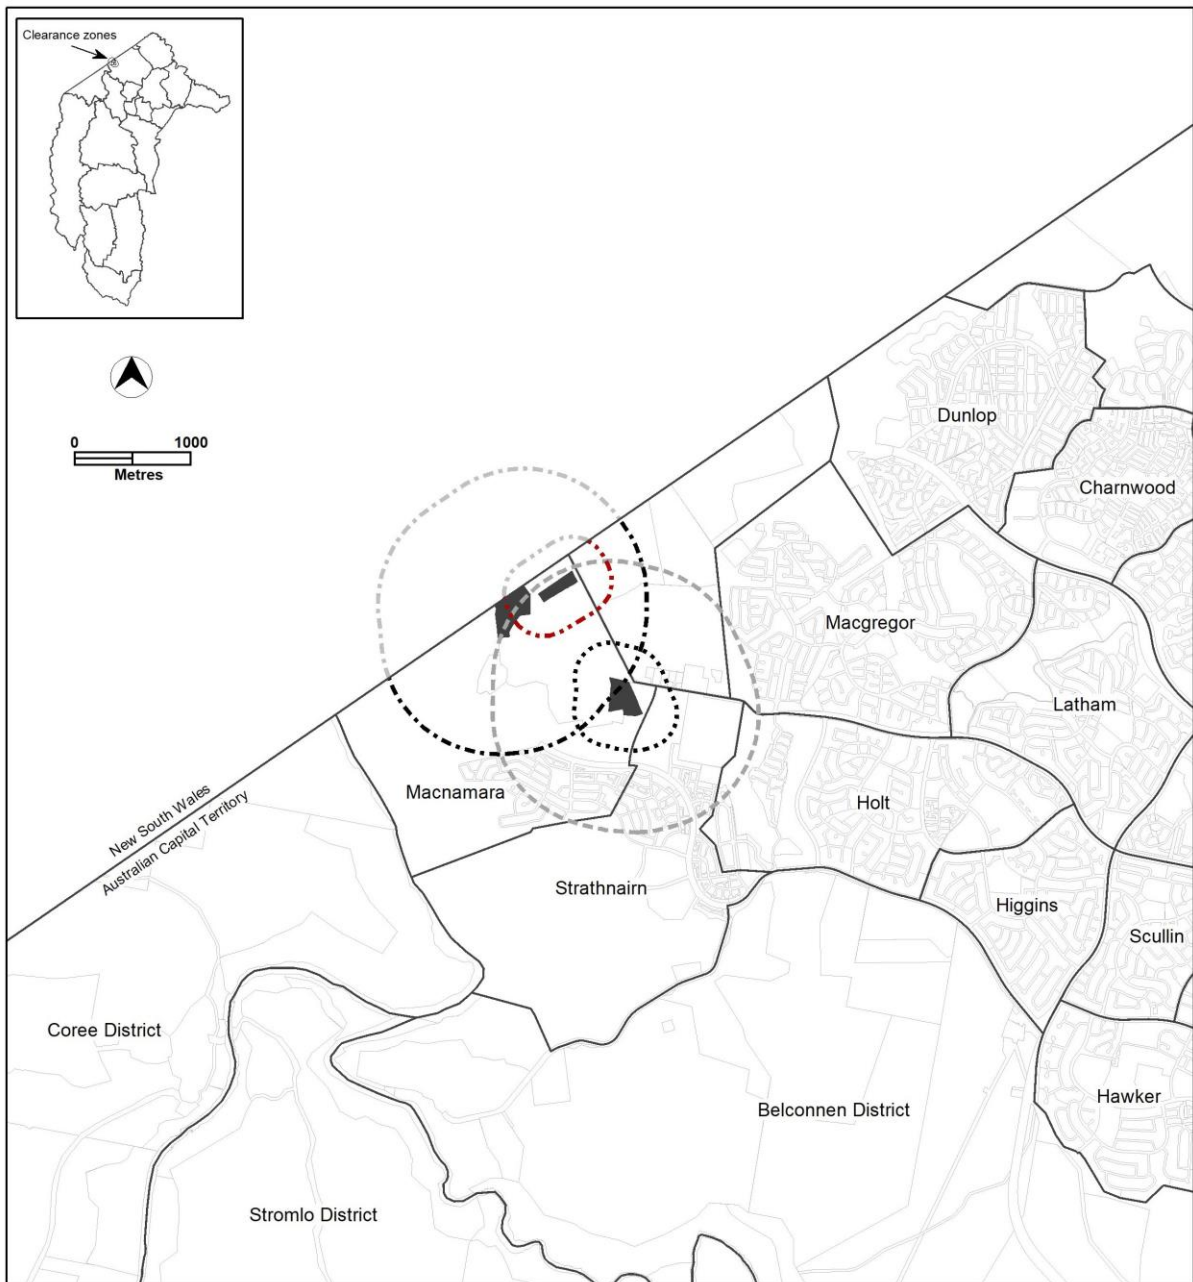 Clearance zones
0 1000
Metres
Dunlop
Charnwood
Macgregor
Latham
Macnamara
Holt
New South Wales
Australian Capital Territory
Strathnairn
Higgins
Scullin
Coree District
Hawker
Belconnen District
Stromlo District